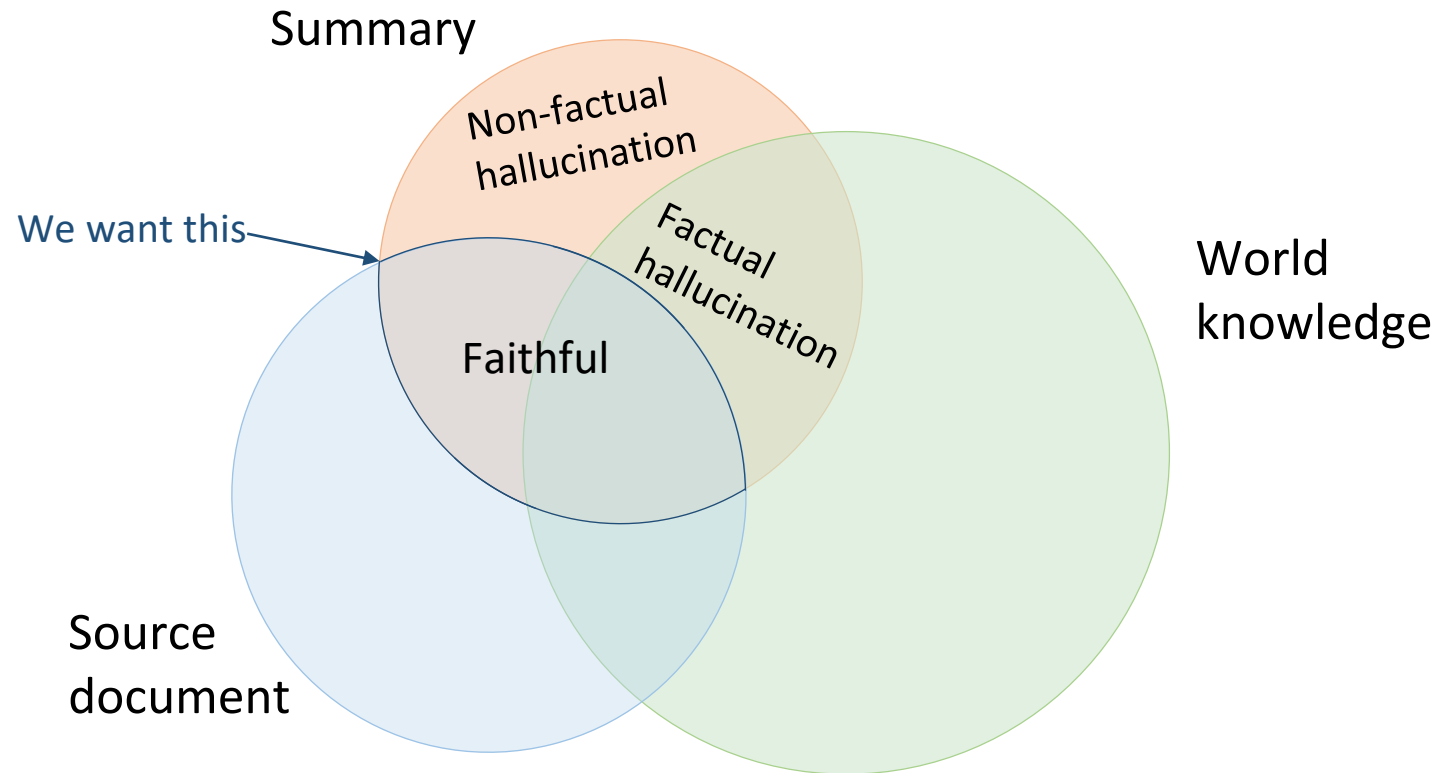 Summary
Non-factual
hallucination
We want this
Factual
hallucination
World
knowledge
Faithful
Source
document